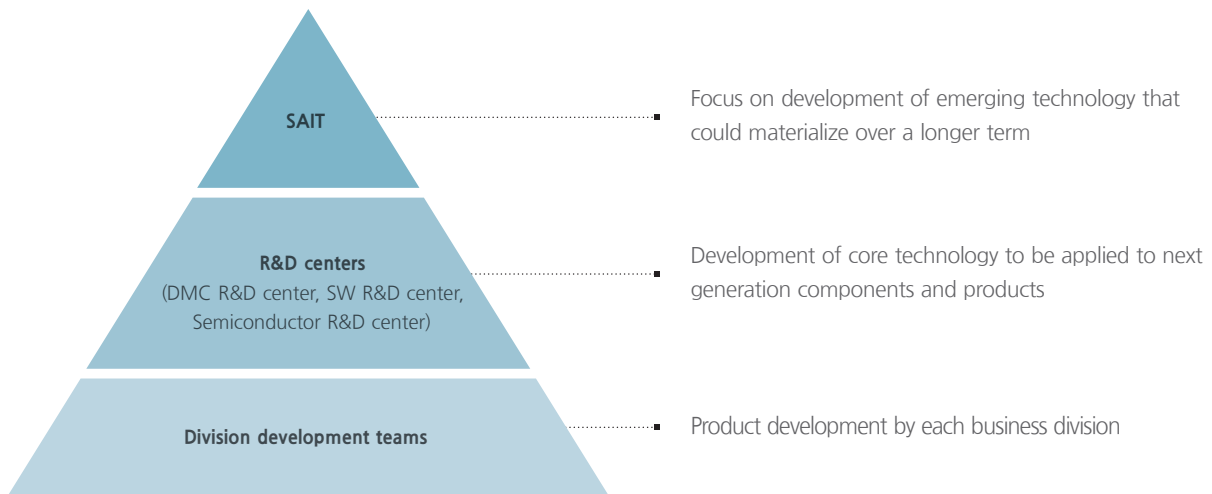 SAIT
Focus on development of emerging technology that
could materialize over a longer term
R&D centers
(DMC R&D center, SW R&D center,
Semiconductor R&D center)
Development of core technology to be applied to next
generation components and products
Division development teams
Product development by each business division